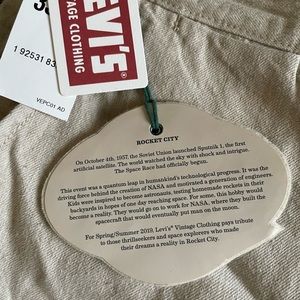 LEVI'S
AGE CLOTHING
1 92531 83
VEPC01 AD
ROCKET CITY
On October 4th, 1957, the Soviet Union launched Sputnik 1, the first
artificial satellite. The world watched the sky with shock and intrigue.
The Space Race had officially begun.
This event was a quantum leap in humankind's technological progress. It was the
driving force behind the creation of NASA and motivated a generation of engineers.
Kids were inspired to become astronauts, testing homemade rockets in their
backyards in hopes of one day reaching space. For some, this hobby would
become a reality. They would go on to work for NASA, where they built the
spacecraft that would eventually put man on the moon.
For Spring/Summer 2019, Levi's® Vintage Clothing pays tribute
to those thrillseekers and space explorers who made
their dreams a reality in Rocket City.